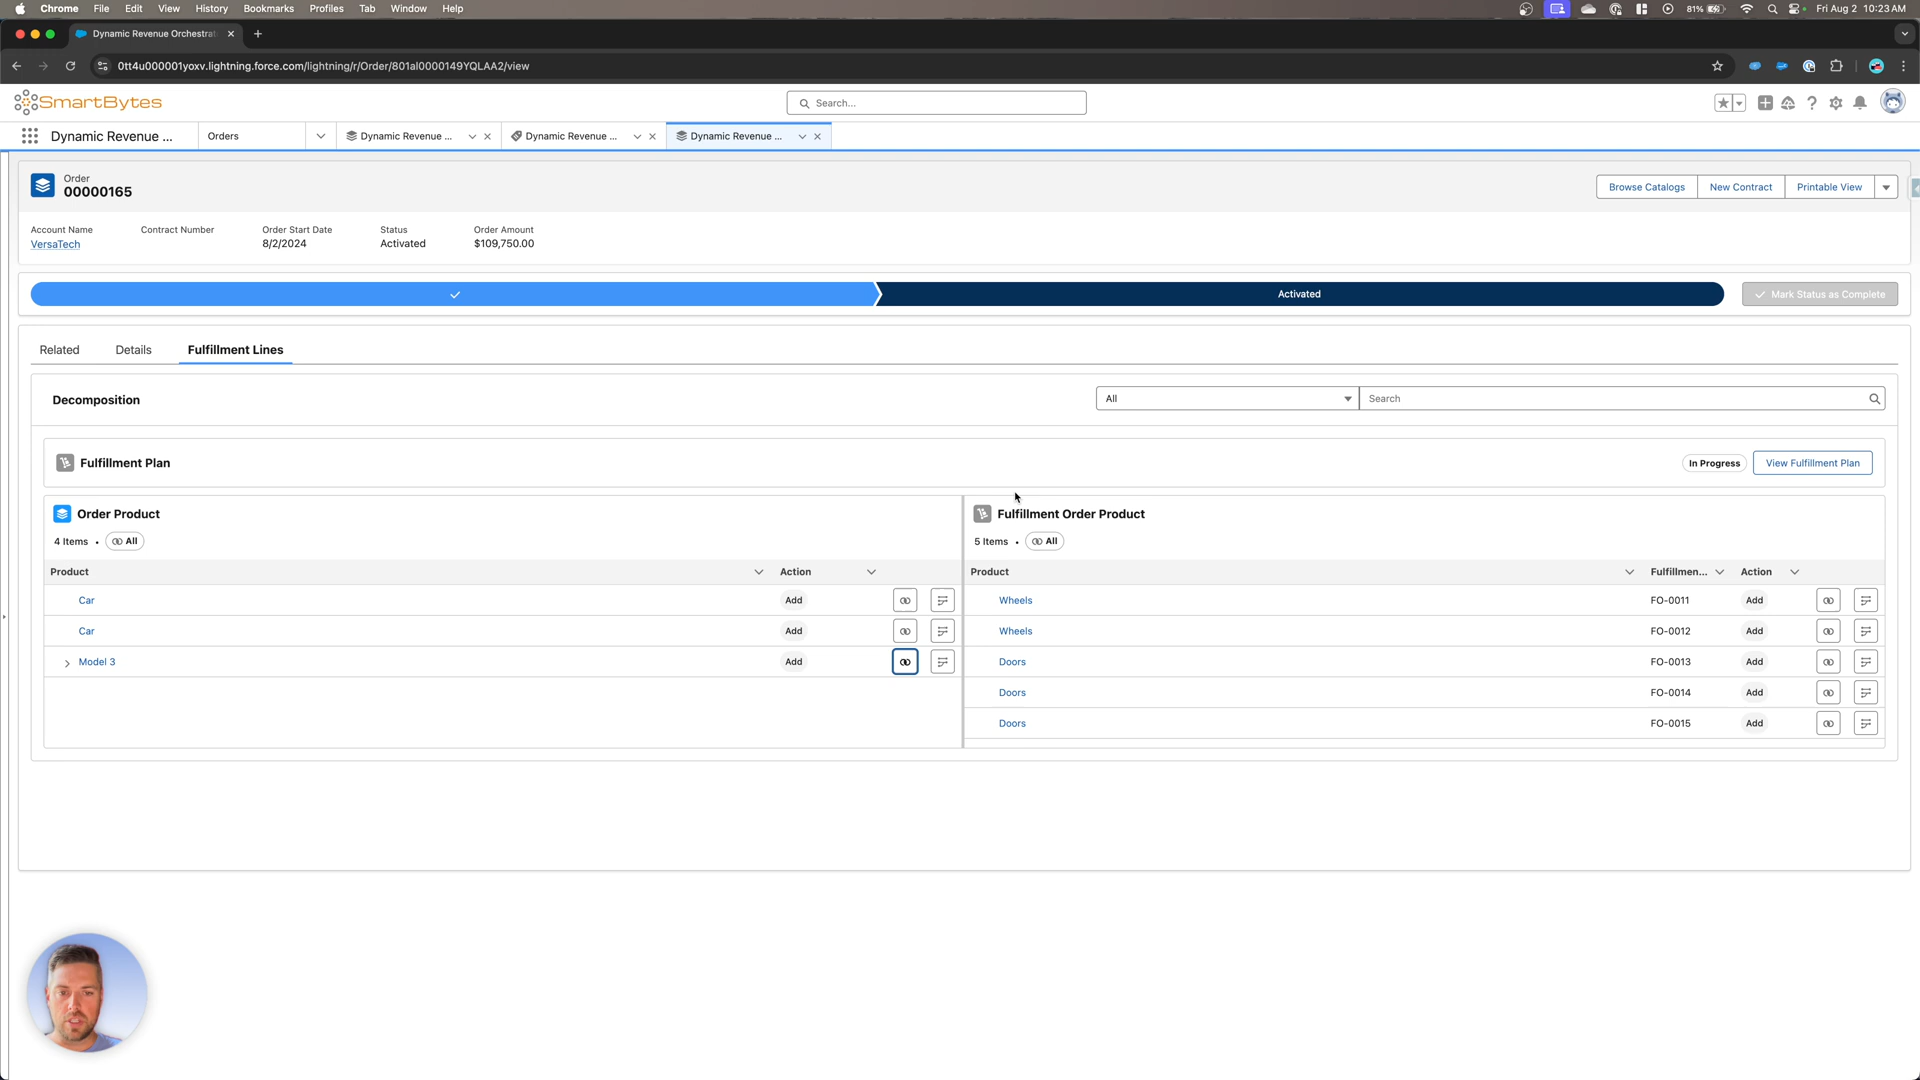 Chrome File Edit View History Bookmarks Profiles Tab Window Help 81% Fri Aug 2 10:23 AM
Dynamic Revenue Orchestrat
0tt4u000001yoxv.lightning.force.com/lightning/r/Order/801al0000149YQLAA2/view
SmartBytes Search...
Dynamic Revenue ... Orders Dynamic Revenue ... Dynamic Revenue ... Dynamic Revenue ...
Order
00000165
Browse Catalogs New Contract Printable View
Account Name Contract Number Order Start Date Status Order Amount
VersaTech 8/2/2024 Activated $109,750.00
Activated Mark Status as Complete
Related Details Fulfillment Lines
Decomposition All Search
Fulfillment Plan In Progress View Fulfillment Plan
Order Product Fulfillment Order Product
4 Items • All 5 Items • All
Product Action Product Fulfillmen... Action
Car Add Wheels FO-0011 Add
Car Add Wheels FO-0012 Add
Model 3 Add Doors FO-0013 Add
Doors FO-0014 Add
Doors FO-0015 Add